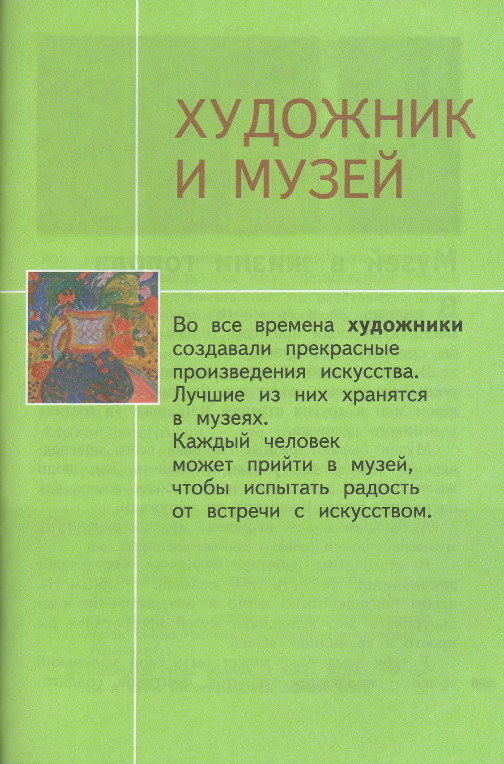 ХУДОЖНИК
И МУЗЕЙ
Во все времена художники
создавали прекрасные
произведения искусства.
Лучшие из них хранятся
в музеях.
Каждый человек
может прийти в музей,
чтобы испытать радость
от встречи с искусством.